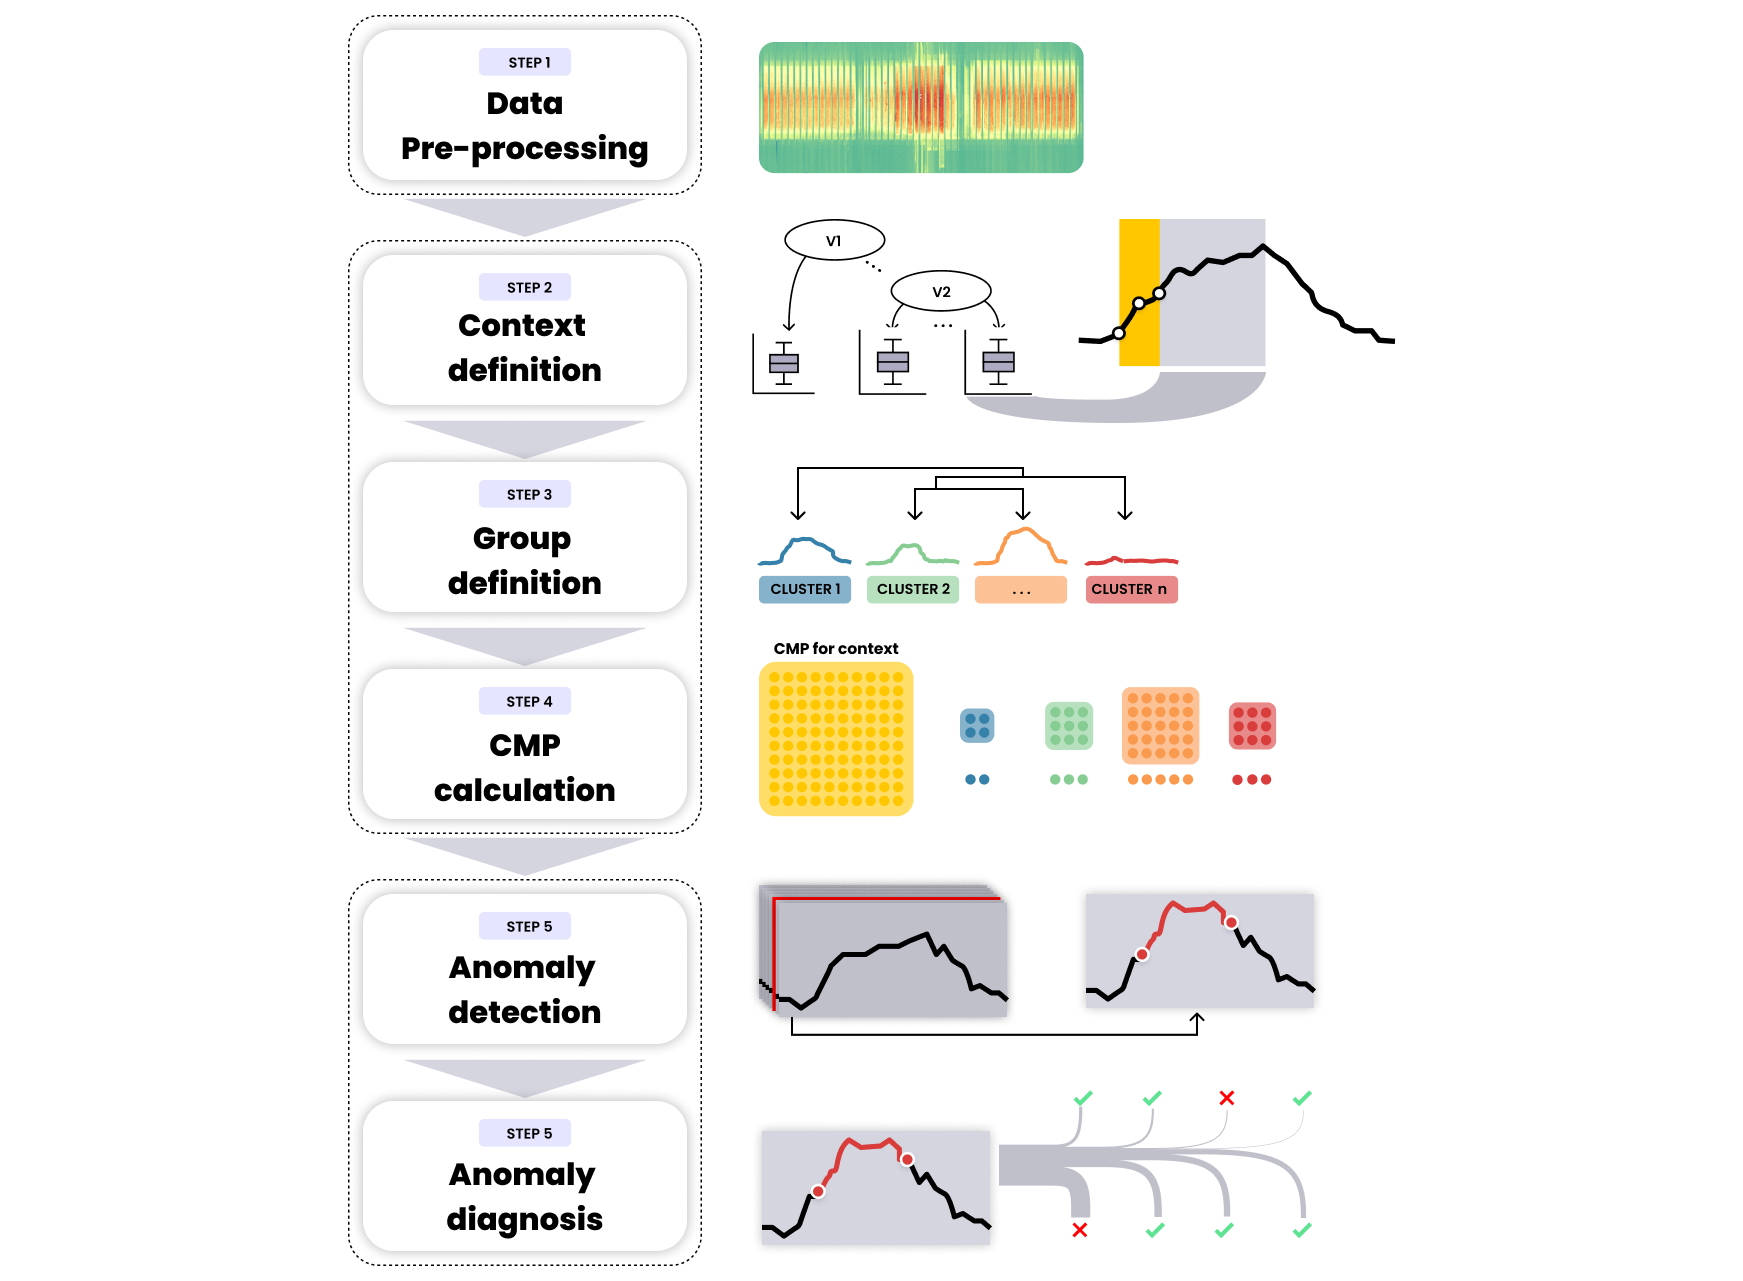 STEP 1
Data
Pre-processing
STEP 2
Context
definition
V1
V2
STEP 3
Group
definition
CLUSTER 1
CLUSTER 2
...
CLUSTER n
STEP 4
CMP
calculation
CMP for context
STEP 5
Anomaly
detection
STEP 5
Anomaly
diagnosis